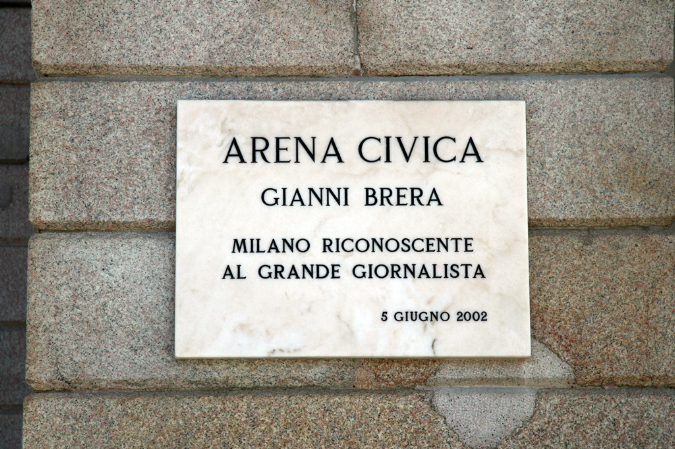 ARENA CIVICA
GIANNI BRERA
MILANO RICONOSCENTE
AL GRANDE GIORNALISTA
5 GIUGNO 2002